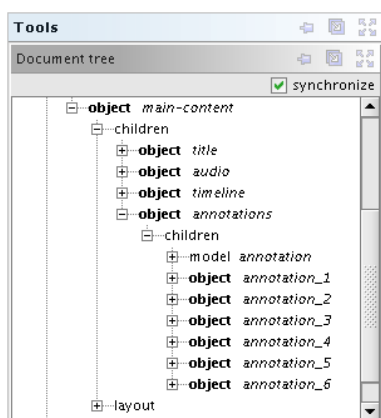 Tools
Document tree
synchronize
object main-content
children
object title
object audio
object timeline
object annotations
children
model annotation
object annotation_1
object annotation_2
object annotation_3
object annotation_4
object annotation_5
object annotation_6
layout